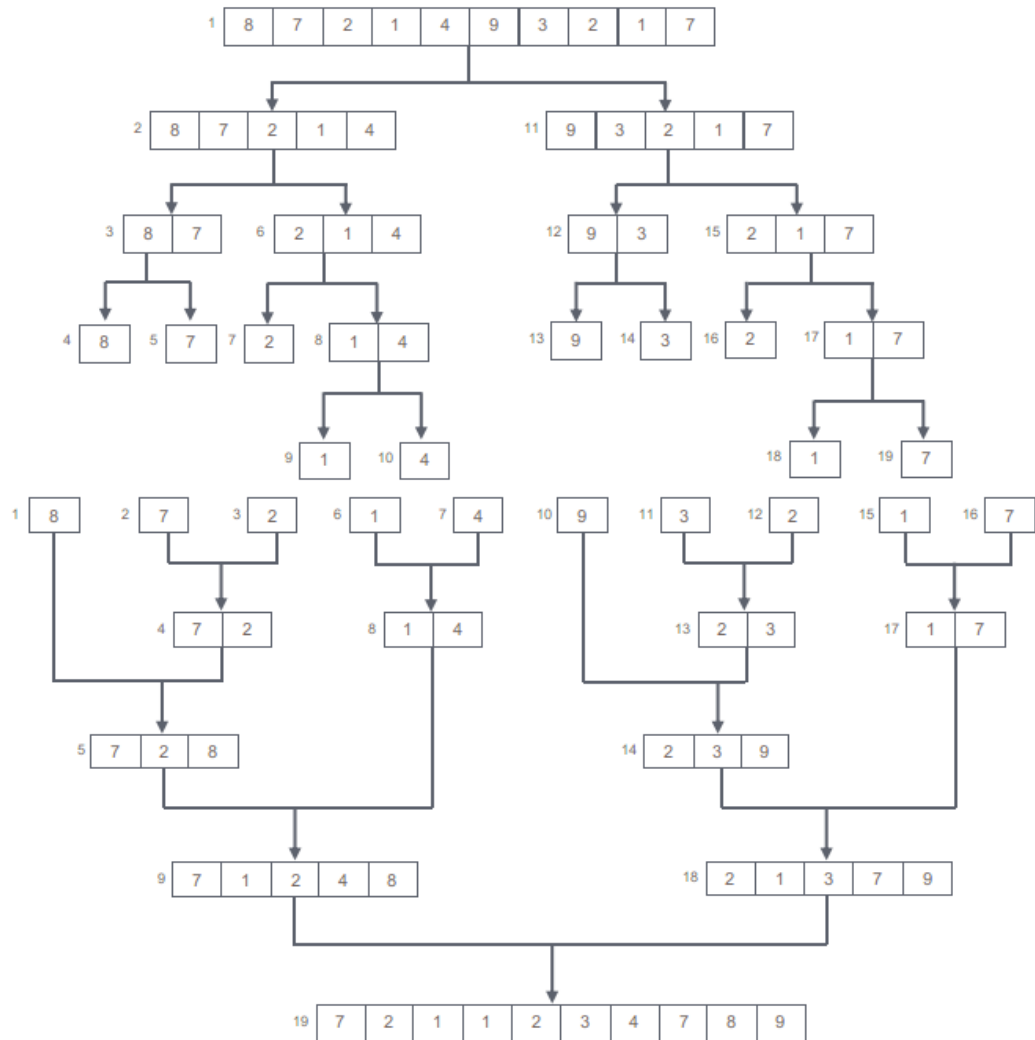 1 8 7 2 1 4 9 3 2 1 7
2 8 7 2 1 4 11 9 3 2 1 7
3 8 7 6 2 1 4 12 9 3 15 2 1 7
4 8 5 7 7 2 8 1 4 13 9 14 3 16 2 17 1 7
9 1 10 4 18 1 19 7
1 8 2 7 3 2 6 1 7 4 10 9 11 3 12 2 15 1 16 7
4 7 2 8 1 4 13 2 3 17 1 7
5 7 2 8 14 2 3 9
9 7 1 2 4 8 18 2 1 3 7 9
19 7 2 1 1 2 3 4 7 8 9